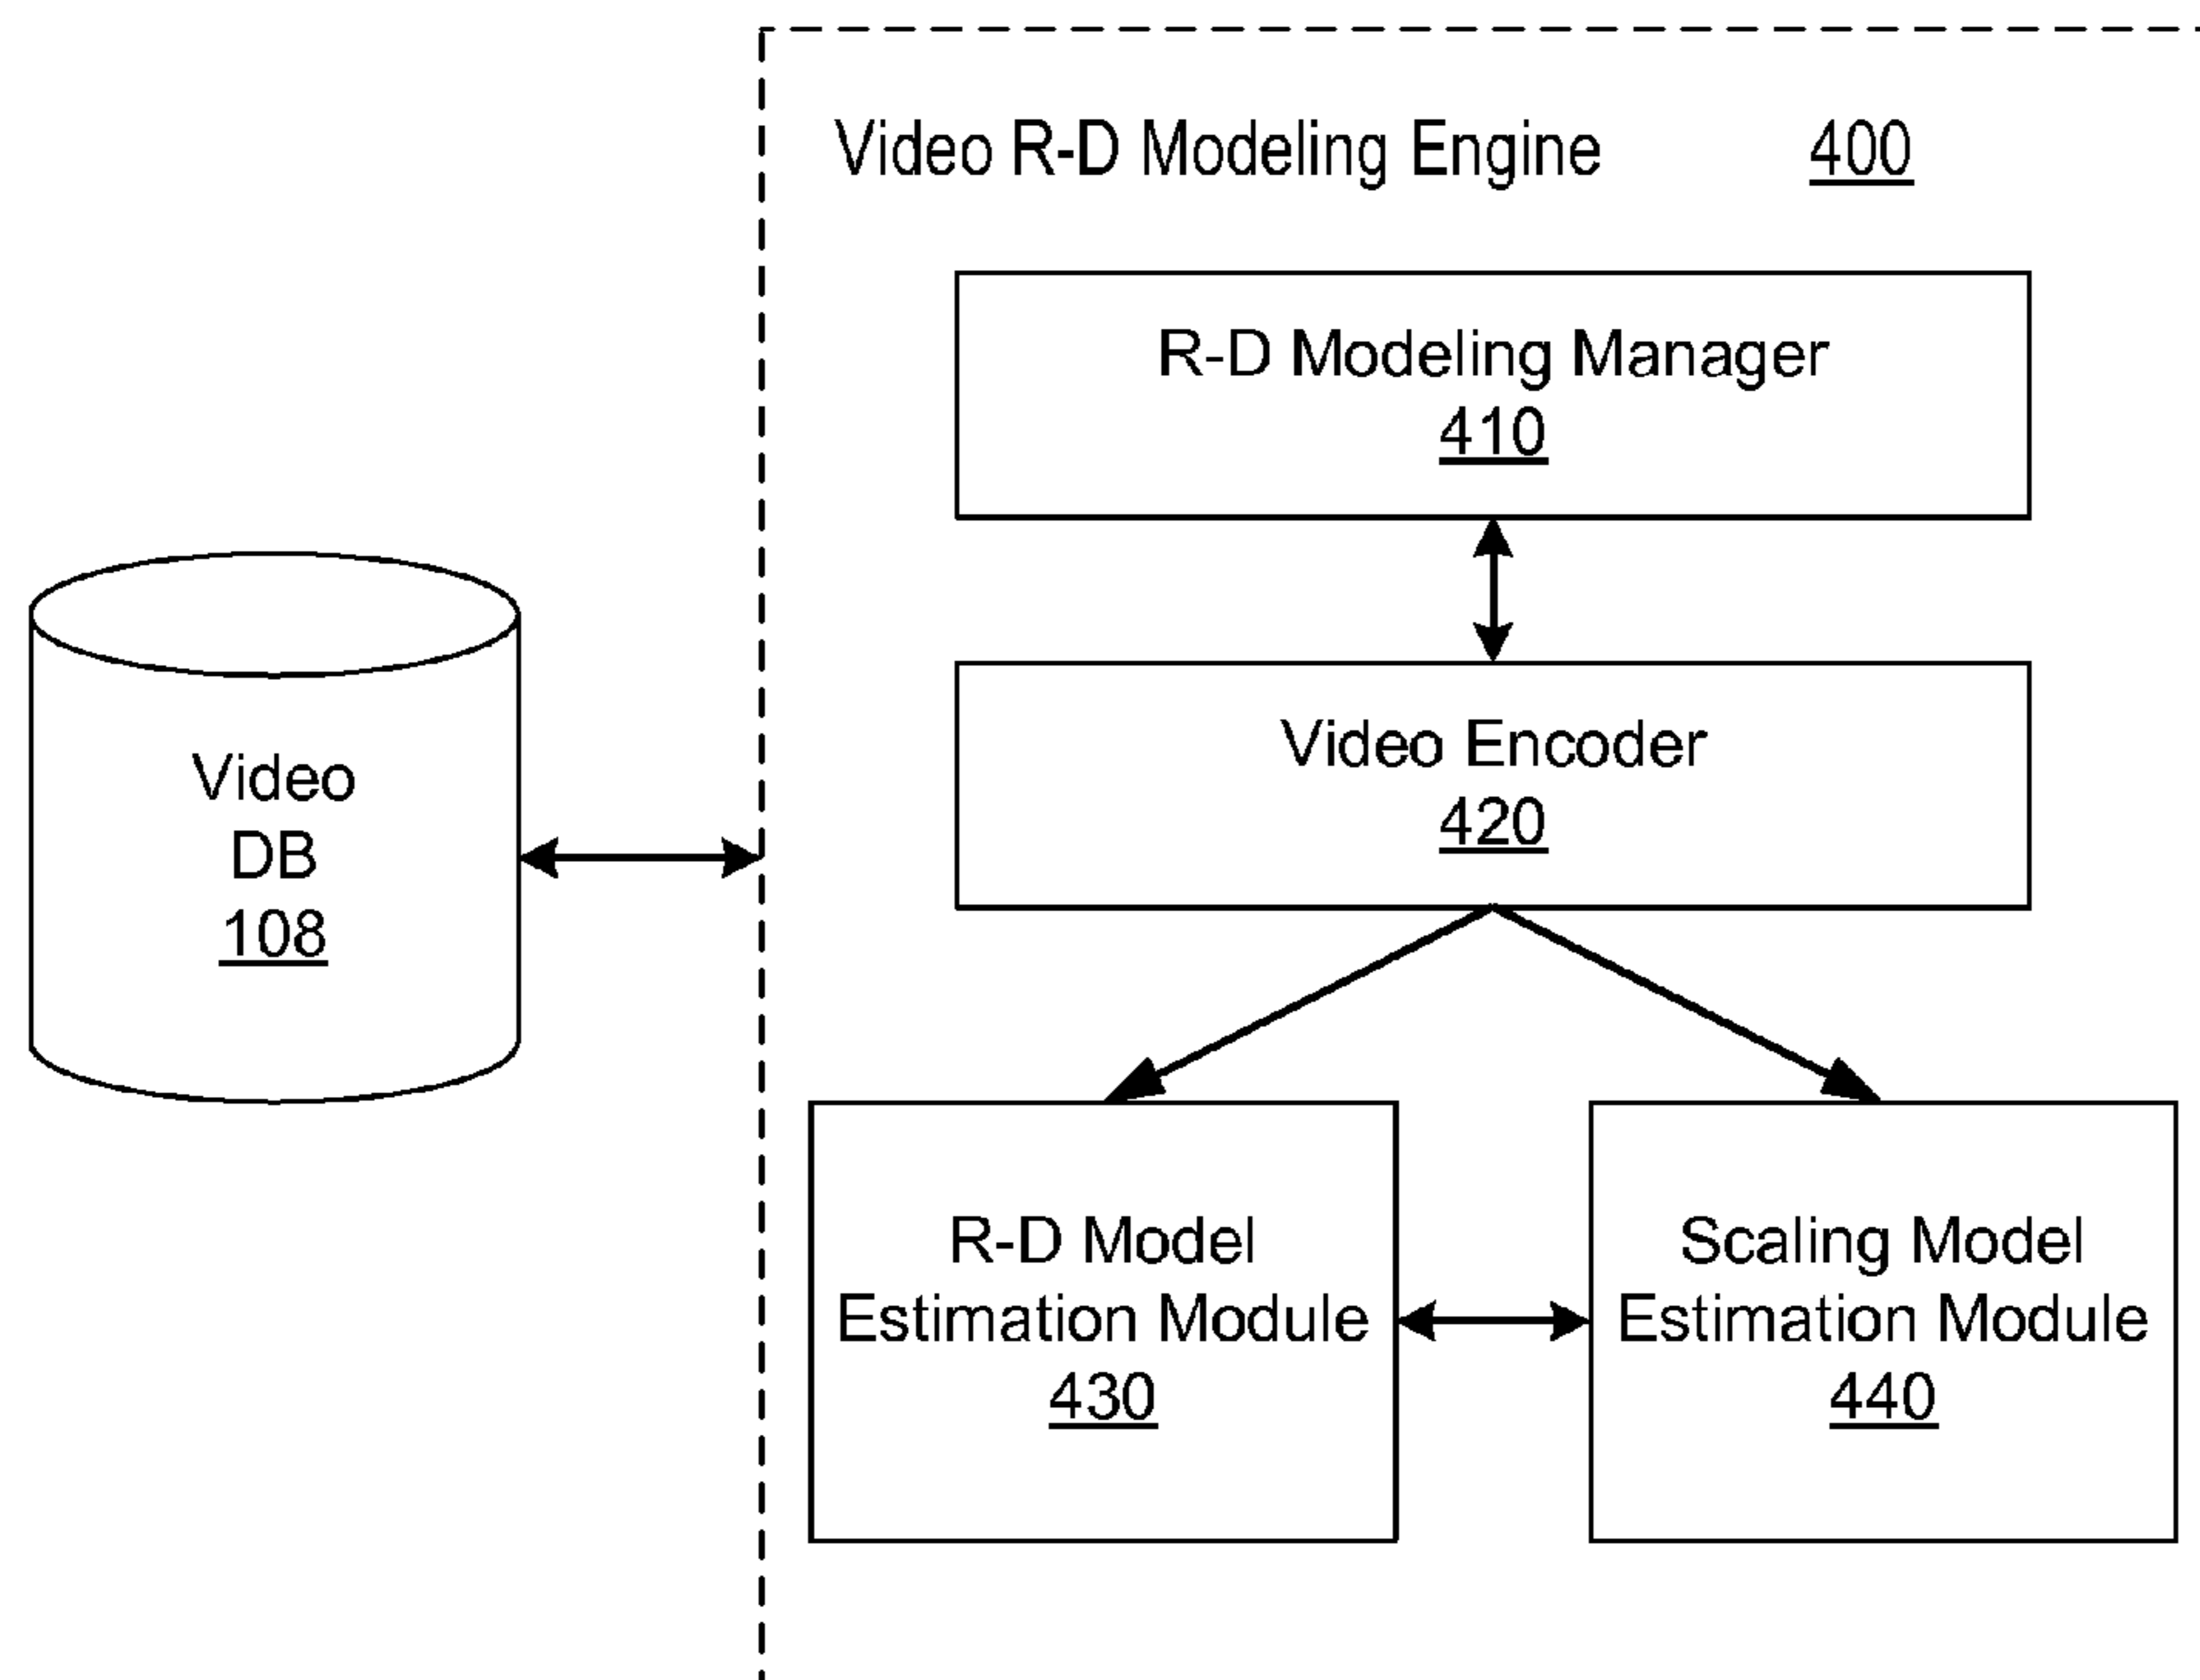 Video R-D Modeling Engine 400
R-D Modeling Manager
410
Video Encoder
420
Video
DB
108
R-D Model
Estimation Module
430
Scaling Model
Estimation Module
440